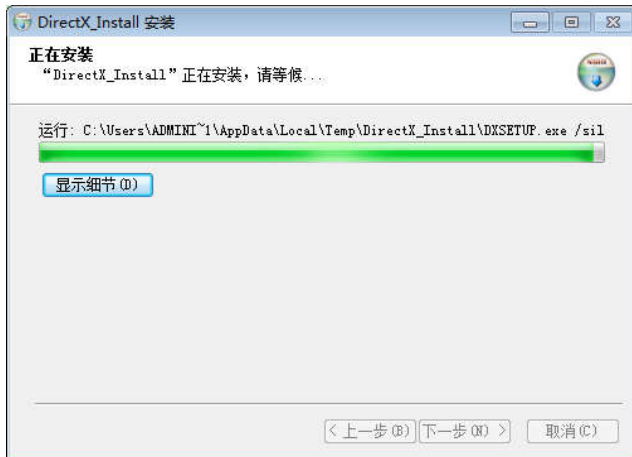 DirectX_Install 安装
正在安装
“DirectX_Install”正在安装，请等候...
运行: C:\Users\ADMINI~1\AppData\Local\Temp\DirectX_Install\DXSETUP.exe /sil
显示细节(D)
< 上一步(B) 下一步(N) > 取消(C)